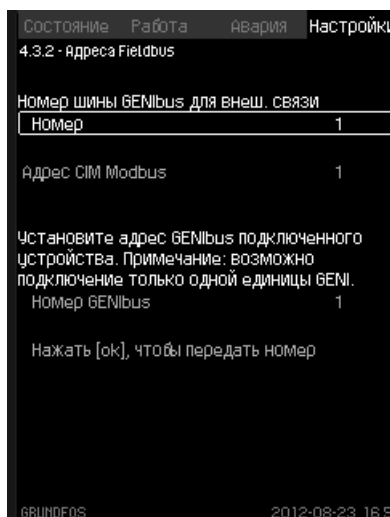 Состояние Работа Авария Настройки
4.3.2 - Адреса Fieldbus
Номер шины GENIbus для внеш. связи
Номер 1
Адрес CIM Modbus 1
Установите адрес GENIbus подключенного
устройства. Примечание: возможно
подключение только одной единицы GENI.
Номер GENIbus 1
Нажать [ok], чтобы передать номер
GRUNDFOS 2012-08-23